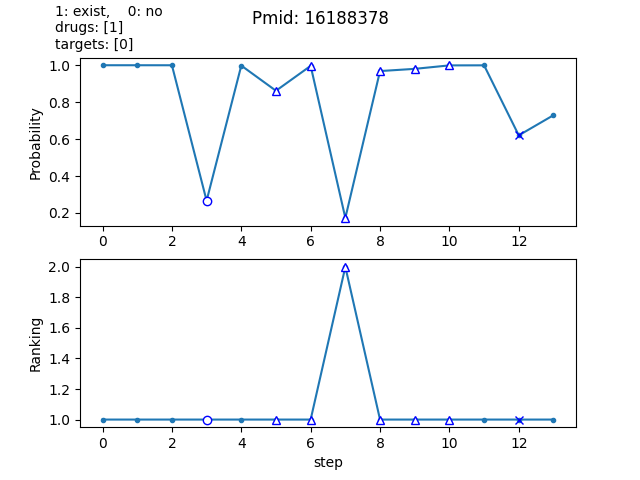 1: exist,    0: no
drugs: [1]
targets: [0]
Pmid: 16188378
Probability
1.0
0.8
0.6
0.4
0.2
0 2 4 6 8 10 12
Ranking
2.0
1.8
1.6
1.4
1.2
1.0
0 2 4 6 8 10 12
step